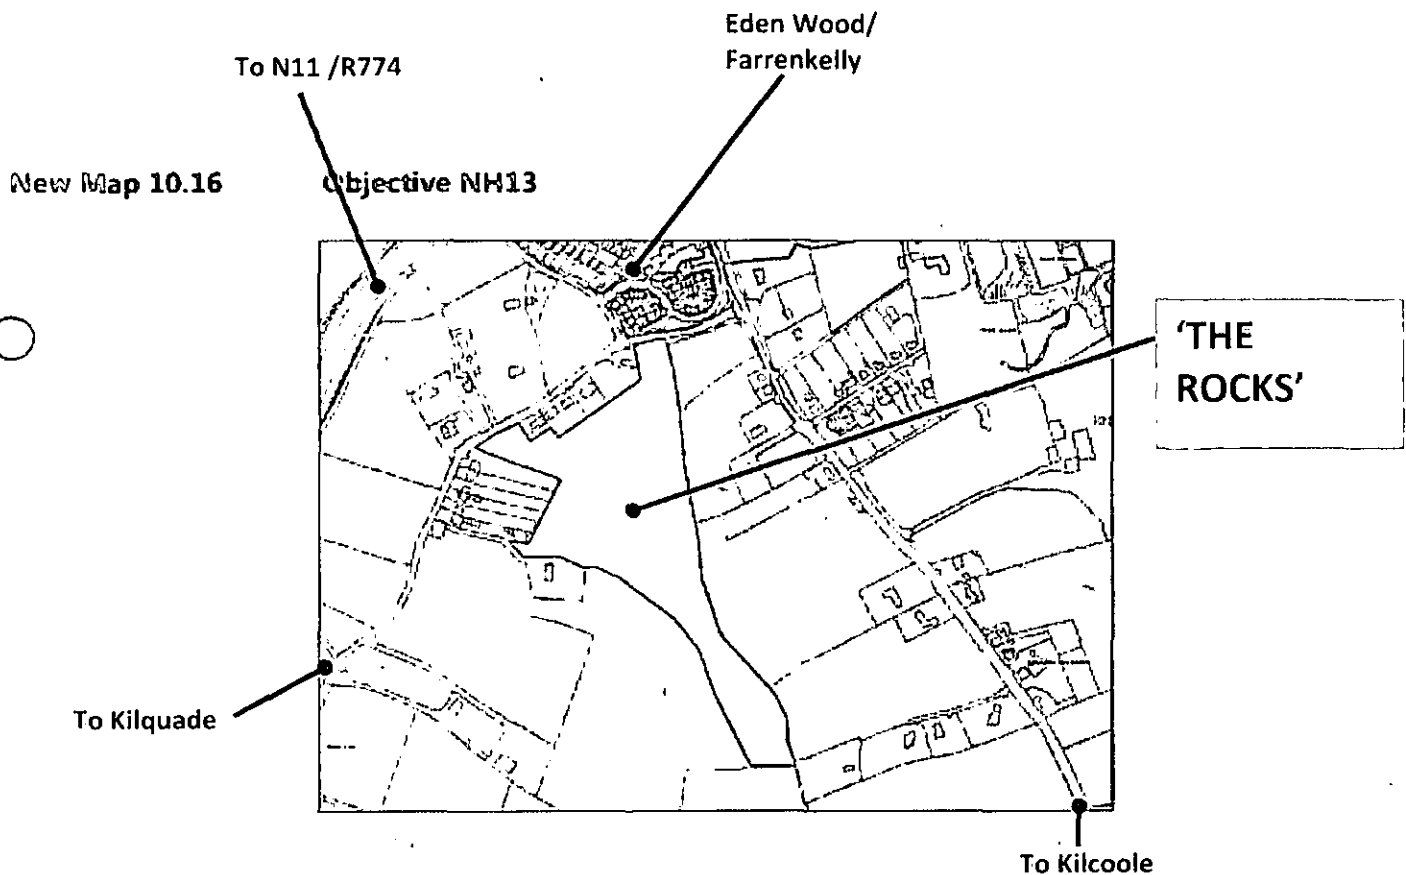 Eden Wood/
Farrenkelly
To N11 /R774
New Map 10.16 Objective NH13
‘THE
ROCKS’
To Kilquade
To Kilcoole